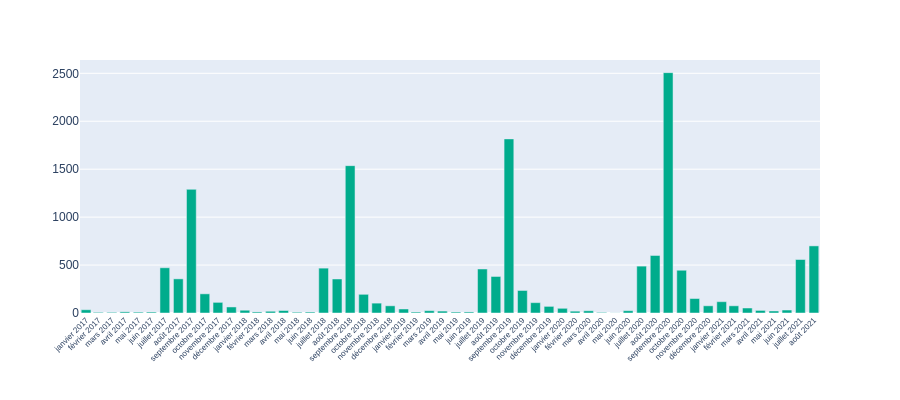 2500
2000
1500
1000
500
0
janvier 2017
février 2017
mars 2017
avril 2017
mai 2017
juin 2017
juillet 2017
août 2017
septembre 2017
octobre 2017
novembre 2017
décembre 2017
janvier 2018
février 2018
mars 2018
avril 2018
mai 2018
juin 2018
juillet 2018
août 2018
septembre 2018
octobre 2018
novembre 2018
décembre 2018
janvier 2019
février 2019
mars 2019
avril 2019
mai 2019
juin 2019
juillet 2019
août 2019
septembre 2019
octobre 2019
novembre 2019
décembre 2019
janvier 2020
février 2020
mars 2020
avril 2020
mai 2020
juin 2020
juillet 2020
août 2020
septembre 2020
octobre 2020
novembre 2020
décembre 2020
janvier 2021
février 2021
mars 2021
avril 2021
mai 2021
juin 2021
juillet 2021
août 2021